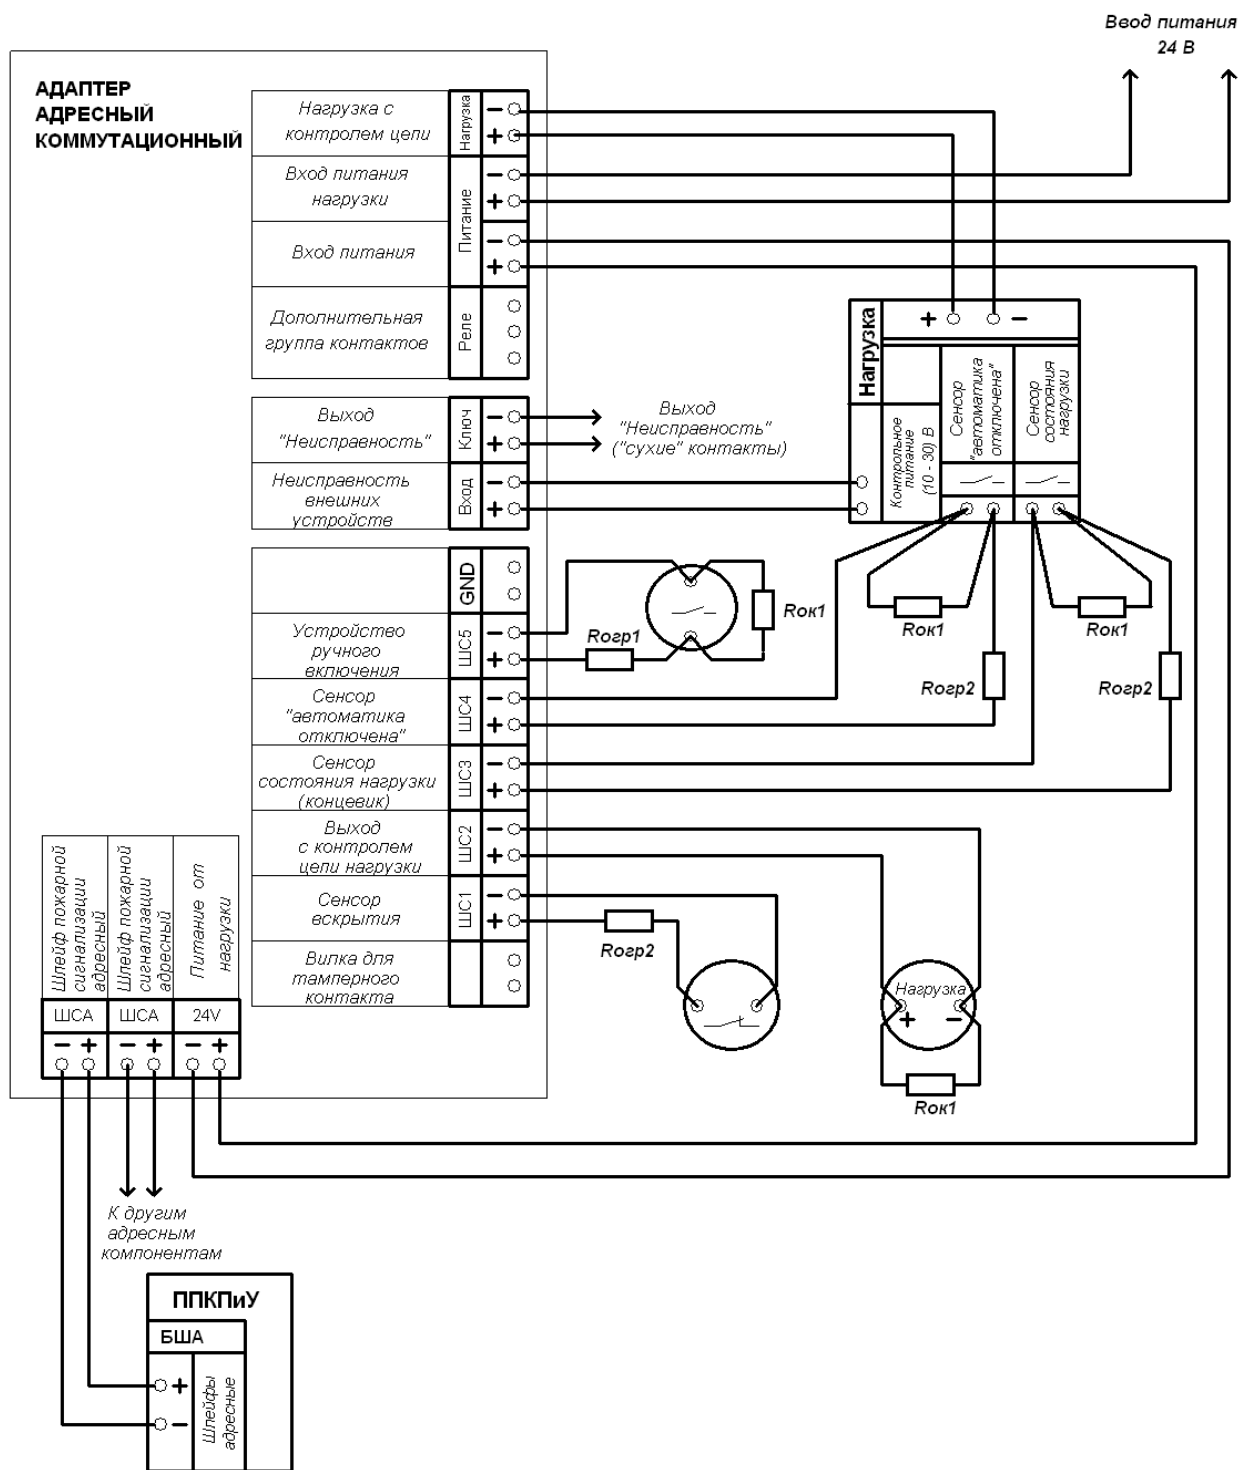 Ввод питания
24 В
АДАПТЕР
АДРЕСНЫЙ
КОММУТАЦИОННЫЙ
Нагрузка с
контролем цепи
Нагрузка
− +
Вход питания
нагрузки
− +
Питание
Вход питания
− +
Дополнительная
группа контактов
Реле
Выход
"Неисправность"
Ключ
− +
Выход
"Неисправность"
("сухие" контакты)
Неисправность
внешних
устройств
Вход
− +
Нагрузка
+ −
Контрольное
питание
(10 - 30) В
Сенсор
"автоматика
отключена"
Сенсор
состояния
нагрузки
GND
Устройство
ручного
включения
ШС5
− +
Rогр1
Rок1
Rок1
Rок1
Rогр2
Rогр2
Сенсор
"автоматика
отключена"
ШС4
− +
Сенсор
состояния нагрузки
(концевик)
ШС3
− +
Выход
с контролем
цепи нагрузки
ШС2
− +
Сенсор
вскрытия
ШС1
− +
Rогр2
Вилка для
тамперного
контакта
Нагрузка
+ −
Rок1
Шлейф пожарной
сигнализации
адресный
Шлейф пожарной
сигнализации
адресный
Питание от
нагрузки
ШСА ШСА 24V
− + − + − +
К другим
адресным
компонентам
ППКПиУ
БША
+
−
Шлейфы
адресные